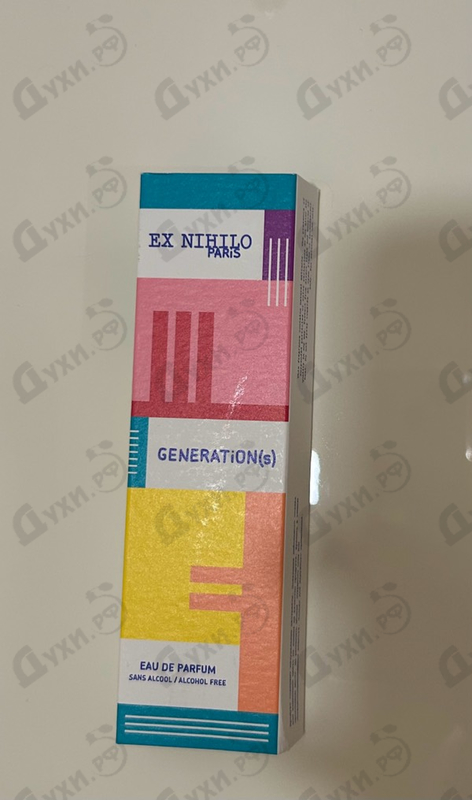 EX NIHILO
PARiS
GENERATiON(s)
EAU DE PARFUM
SANS ALCOOL / ALCOHOL FREE
Духи.РФ